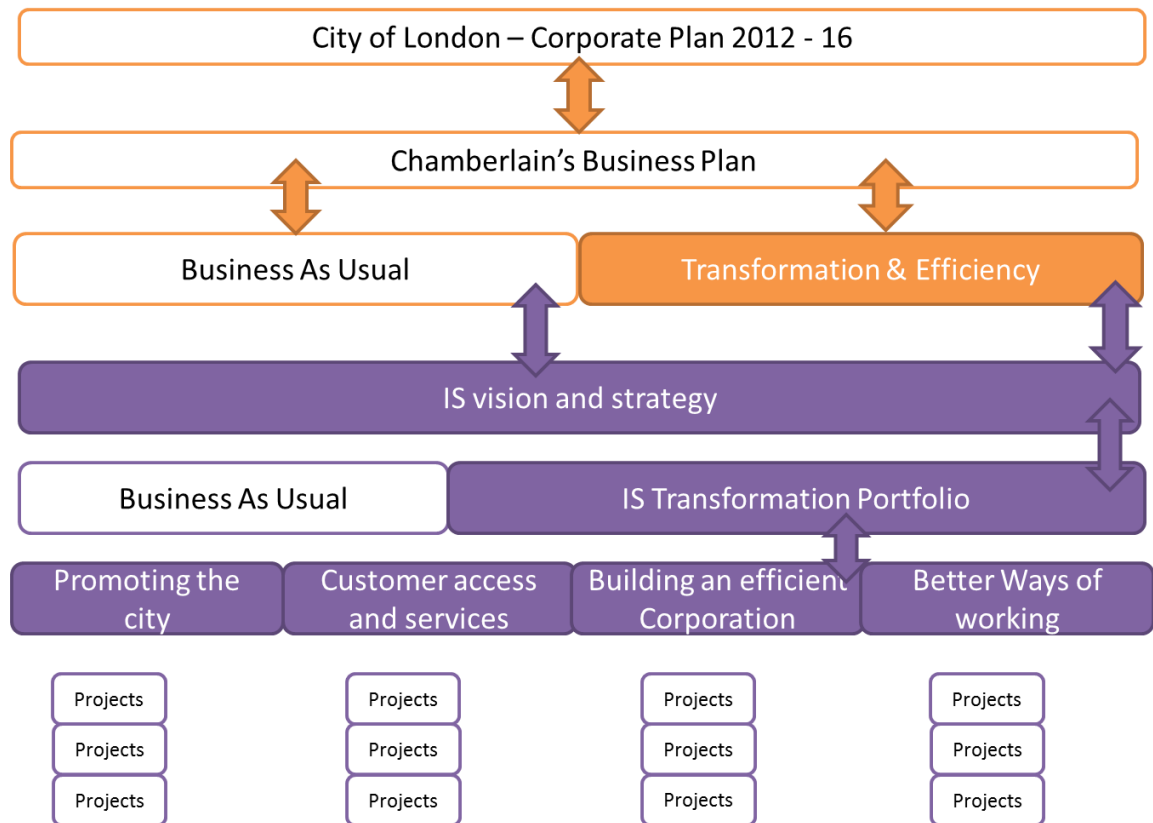 City of London – Corporate Plan 2012 - 16
Chamberlain's Business Plan
Business As Usual
Transformation & Efficiency
IS vision and strategy
Business As Usual
IS Transformation Portfolio
Promoting the
city
Customer access
and services
Building an efficient
Corporation
Better Ways of
working
Projects
Projects
Projects
Projects
Projects
Projects
Projects
Projects
Projects
Projects
Projects
Projects